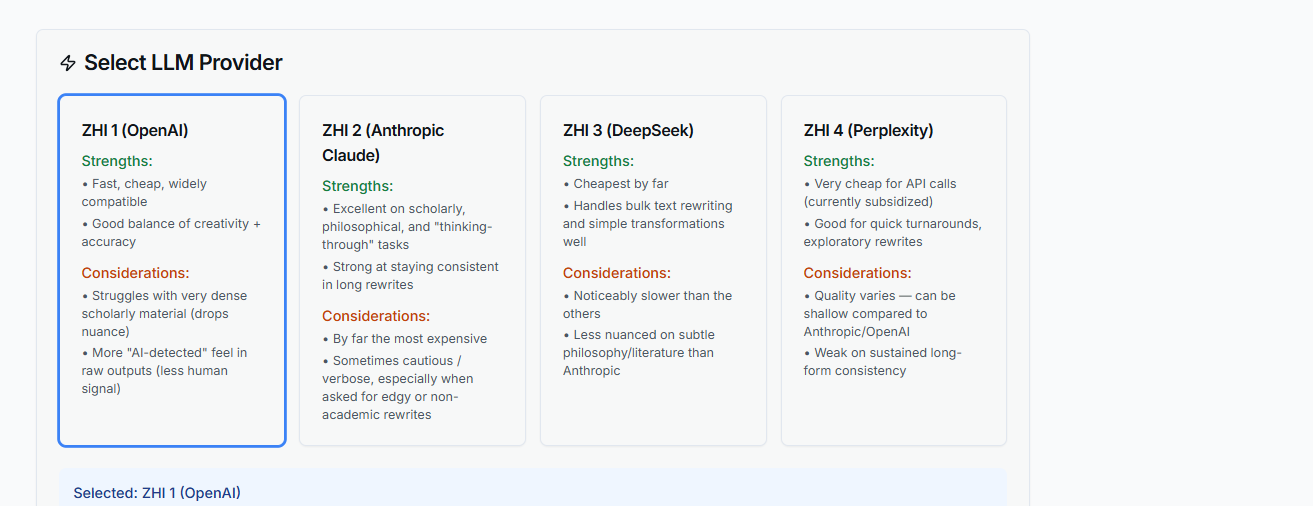 Select LLM Provider
ZHI 1 (OpenAI)
Strengths:
• Fast, cheap, widely
compatible
• Good balance of creativity +
accuracy
Considerations:
• Struggles with very dense
scholarly material (drops
nuance)
• More "AI-detected" feel in
raw outputs (less human
signal)
ZHI 2 (Anthropic
Claude)
Strengths:
• Excellent on scholarly,
philosophical, and "thinking-
through" tasks
• Strong at staying consistent
in long rewrites
Considerations:
• By far the most expensive
• Sometimes cautious /
verbose, especially when
asked for edgy or non-
academic rewrites
ZHI 3 (DeepSeek)
Strengths:
• Cheapest by far
• Handles bulk text rewriting
and simple transformations
well
Considerations:
• Noticeably slower than the
others
• Less nuanced on subtle
philosophy/literature than
Anthropic
ZHI 4 (Perplexity)
Strengths:
• Very cheap for API calls
(currently subsidized)
• Good for quick turnarounds,
exploratory rewrites
Considerations:
• Quality varies — can be
shallow compared to
Anthropic/OpenAI
• Weak on sustained long-
form consistency
Selected: ZHI 1 (OpenAI)